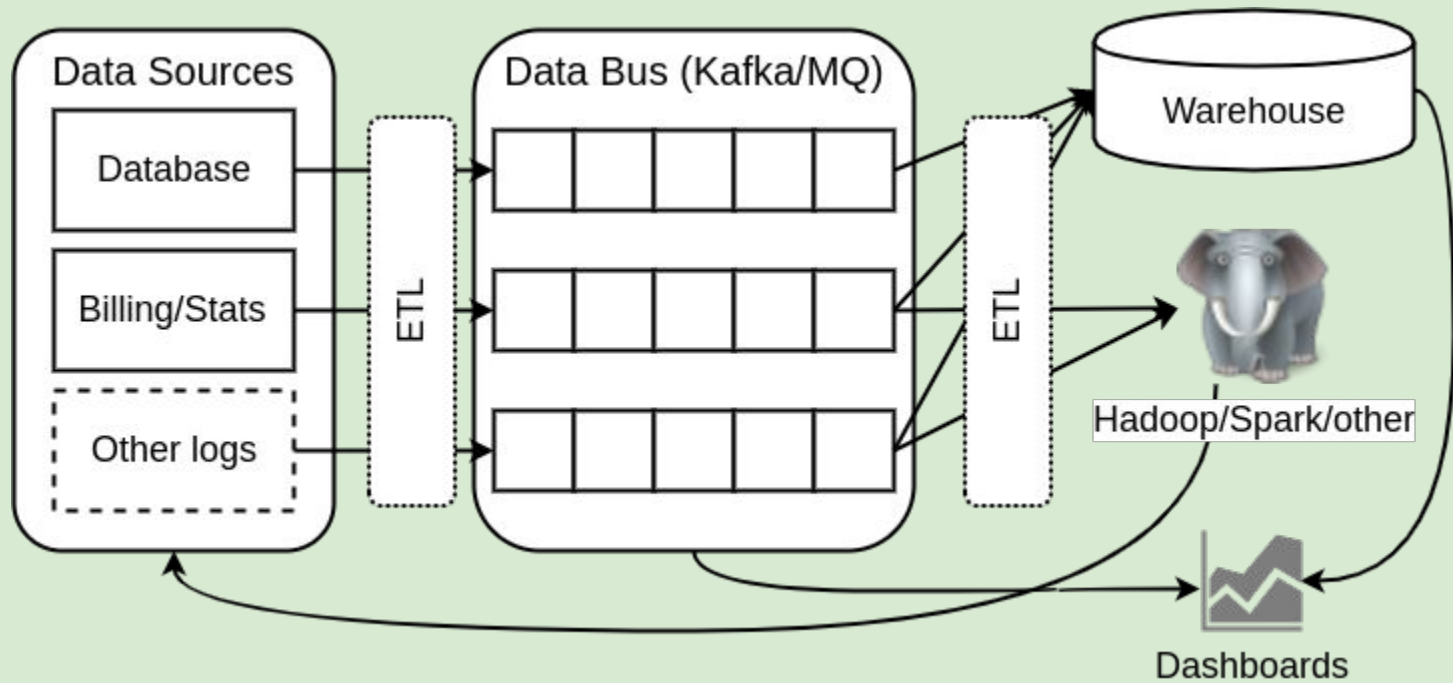 Data Sources
Database
Billing/Stats
Other logs
ETL
Data Bus (Kafka/MQ)
ETL
Warehouse
Hadoop/Spark/other
Dashboards